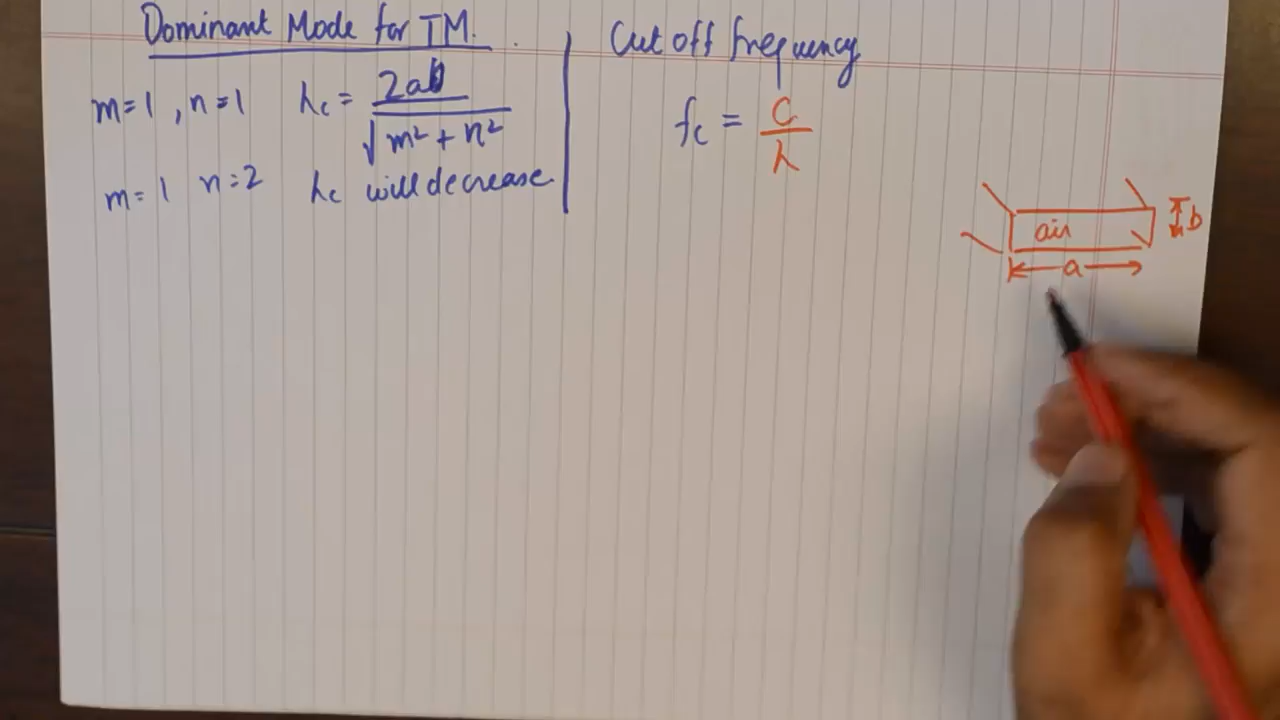 Dominant Mode for TM.
m=1 , n=1 λc = 2ab / √m² + n²
m=1 n=2 λc will decrease
Cut off frequency
fc = c / λ
air
b
a